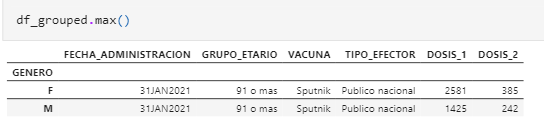 df_grouped.max()
FECHA_ADMINISTRACION GRUPO_ETARIO VACUNA TIPO_EFECTOR DOSIS_1 DOSIS_2
GENERO
F 31JAN2021 91 o mas Sputnik Publico nacional 2581 385
M 31JAN2021 91 o mas Sputnik Publico nacional 1425 242